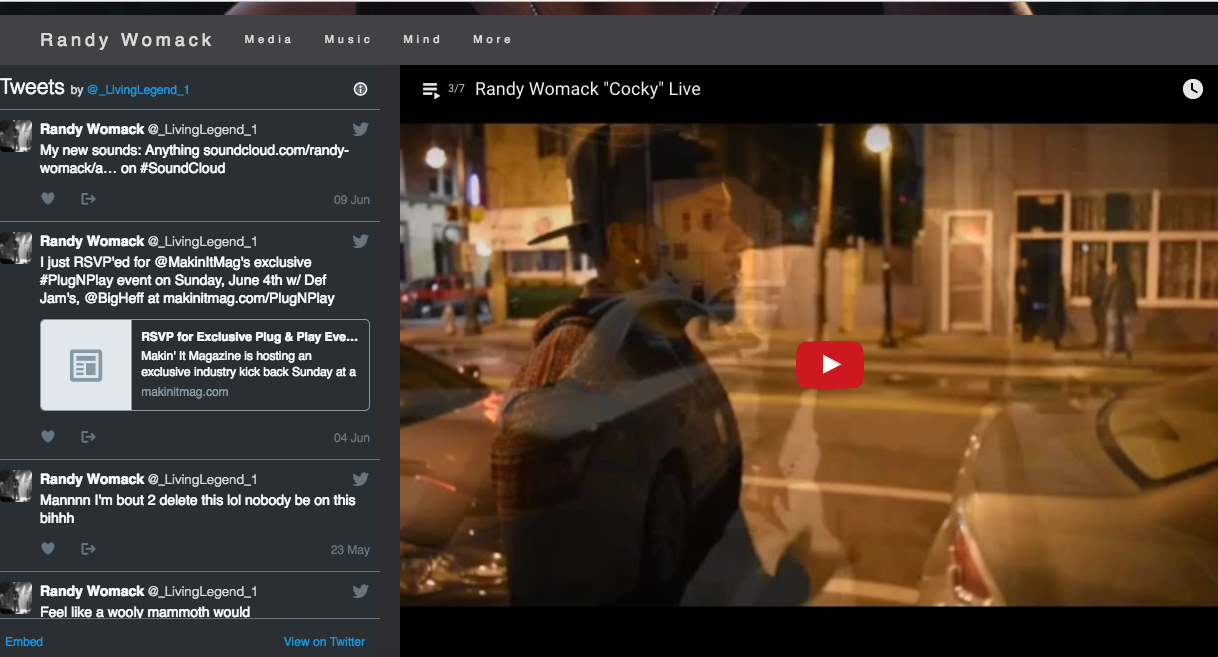 Randy Womack Media Music Mind More
Tweets by @_LivingLegend_1
Randy Womack @_LivingLegend_1
My new sounds: Anything soundcloud.com/randy-
womack/a… on #SoundCloud
09 Jun
Randy Womack @_LivingLegend_1
I just RSVP'ed for @MakinItMag's exclusive
#PlugNPlay event on Sunday, June 4th w/ Def
Jam's, @BigHeff at makinitmag.com/PlugNPlay
RSVP for Exclusive Plug & Play Eve...
Makin' It Magazine is hosting an
exclusive industry kick back Sunday at a
makinitmag.com
04 Jun
Randy Womack @_LivingLegend_1
Mannnn I'm bout 2 delete this lol nobody be on this
bihhh
23 May
Randy Womack @_LivingLegend_1
Feel like a wooly mammoth would
Embed View on Twitter
3/7 Randy Womack "Cocky" Live